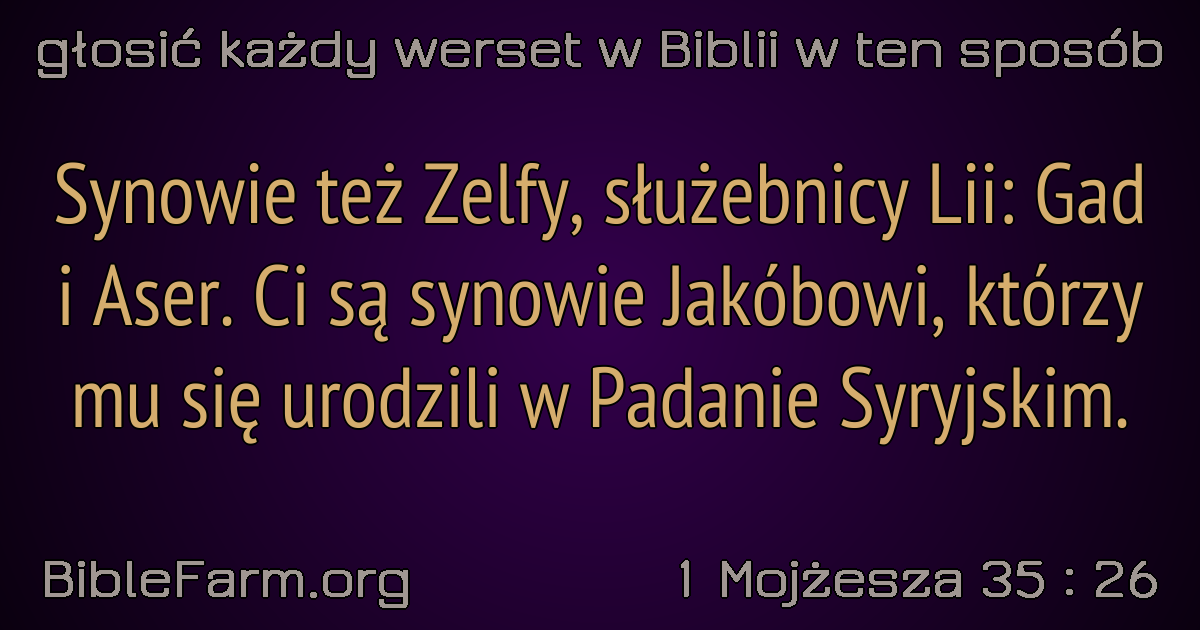 głosić każdy werset w Biblii w ten sposób
Synowie też Zelfy, służebnicy Lii: Gad
i Aser. Ci są synowie Jakóbowi, którzy
mu się urodzili w Padanie Syryjskim.
BibleFarm.org
1 Mojżesza 35 : 26